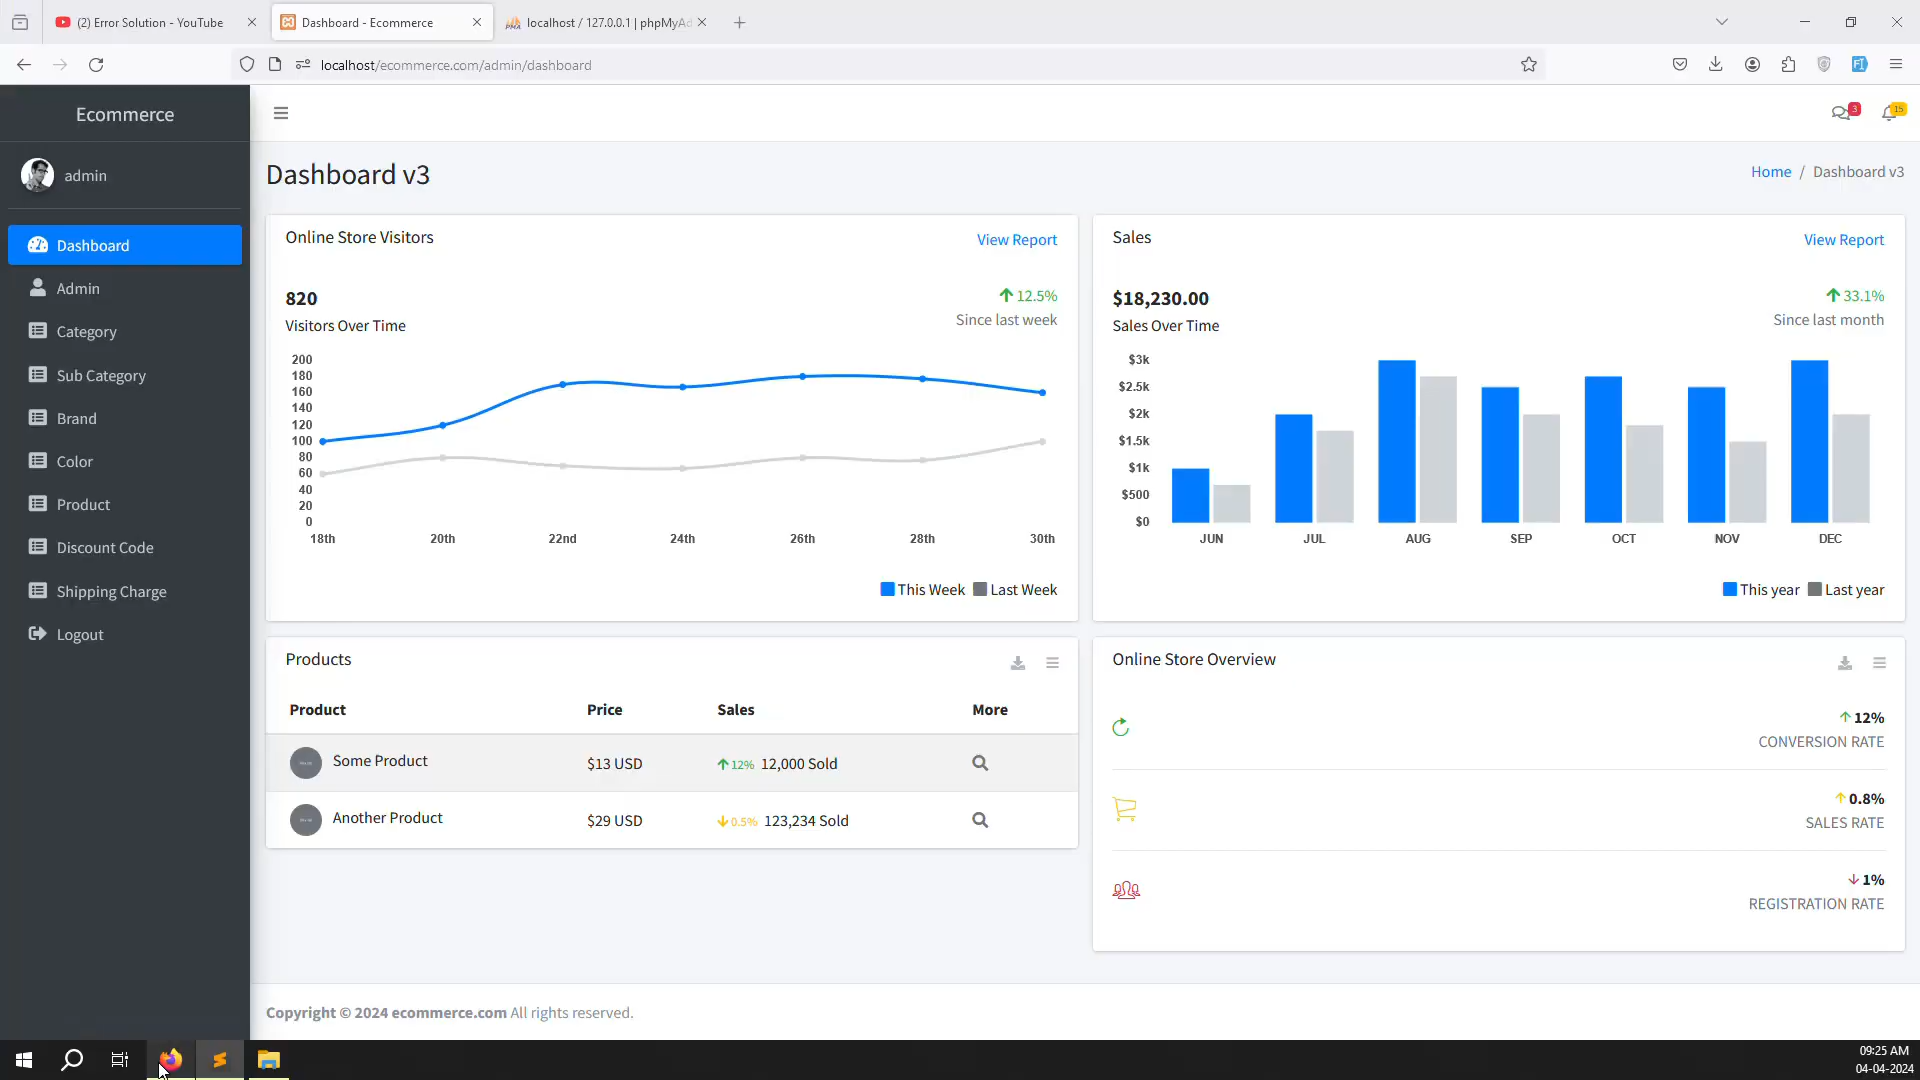 (2) Error Solution - YouTube
Dashboard - Ecommerce
localhost / 127.0.0.1 | phpMyAd
localhost/ecommerce.com/admin/dashboard
Ecommerce
3
15
admin
Dashboard v3
Home / Dashboard v3
Dashboard
Admin
Category
Sub Category
Brand
Color
Product
Discount Code
Shipping Charge
Logout
Online Store Visitors
View Report
820
12.5%
Visitors Over Time
Since last week
200
180
160
140
120
100
80
60
40
20
0
18th 20th 22nd 24th 26th 28th 30th
This Week Last Week
Sales
View Report
$18,230.00
33.1%
Sales Over Time
Since last month
$3k
$2.5k
$2k
$1.5k
$1k
$500
$0
JUN JUL AUG SEP OCT NOV DEC
This year Last year
Products
Product Price Sales More
Some Product $13 USD 12% 12,000 Sold
Another Product $29 USD 0.5% 123,234 Sold
Online Store Overview
12%
CONVERSION RATE
0.8%
SALES RATE
1%
REGISTRATION RATE
Copyright © 2024 ecommerce.com All rights reserved.
09:25 AM
04-04-2024